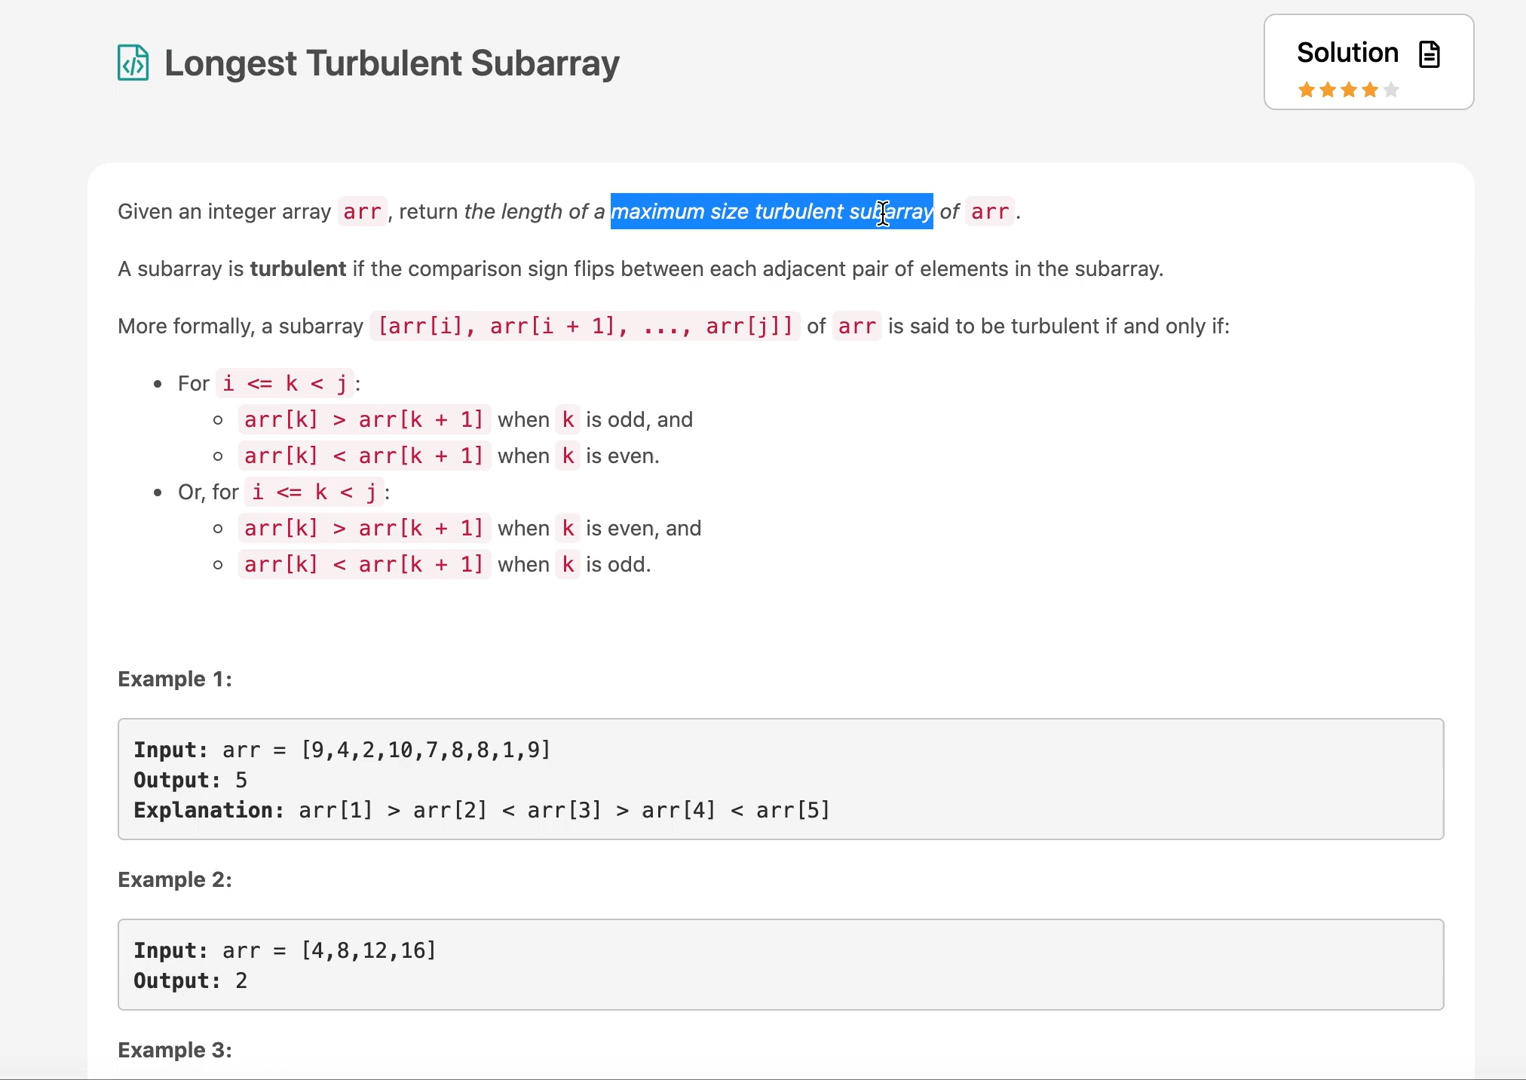 Longest Turbulent Subarray
Solution
Given an integer array arr, return the length of a maximum size turbulent subarray of arr.
A subarray is turbulent if the comparison sign flips between each adjacent pair of elements in the subarray.
More formally, a subarray [arr[i], arr[i + 1], ..., arr[j]] of arr is said to be turbulent if and only if:
• For i <= k < j:
○ arr[k] > arr[k + 1] when k is odd, and
○ arr[k] < arr[k + 1] when k is even.
• Or, for i <= k < j:
○ arr[k] > arr[k + 1] when k is even, and
○ arr[k] < arr[k + 1] when k is odd.
Example 1:
Input: arr = [9,4,2,10,7,8,8,1,9]
Output: 5
Explanation: arr[1] > arr[2] < arr[3] > arr[4] < arr[5]
Example 2:
Input: arr = [4,8,12,16]
Output: 2
Example 3: